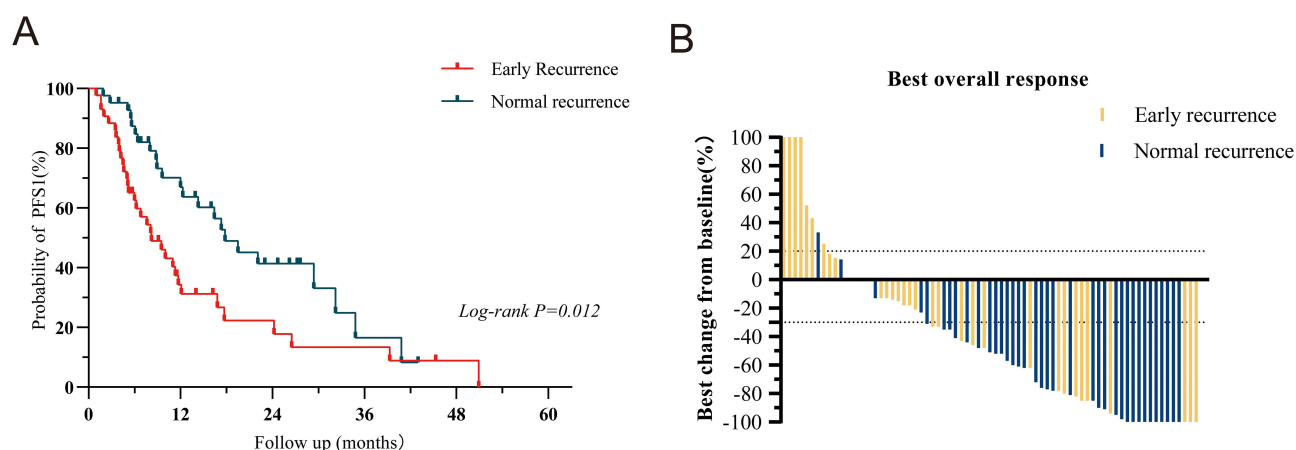 A
Early Recurrence
Normal recurrence
Probability of PFS1(%)
100
80
60
40
20
0
Log-rank P=0.012
0 12 24 36 48 60
Follow up (months)
B
Best overall response
Early recurrence
Normal recurrence
Best change from baseline(%)
100
80
60
40
20
0
-20
-40
-60
-80
-100